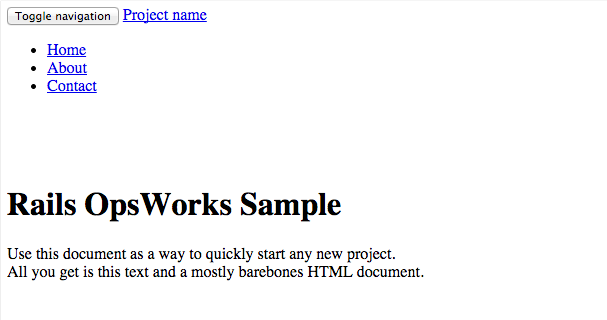 Toggle navigation Project name
Home
About
Contact
Rails OpsWorks Sample
Use this document as a way to quickly start any new project.
All you get is this text and a mostly barebones HTML document.